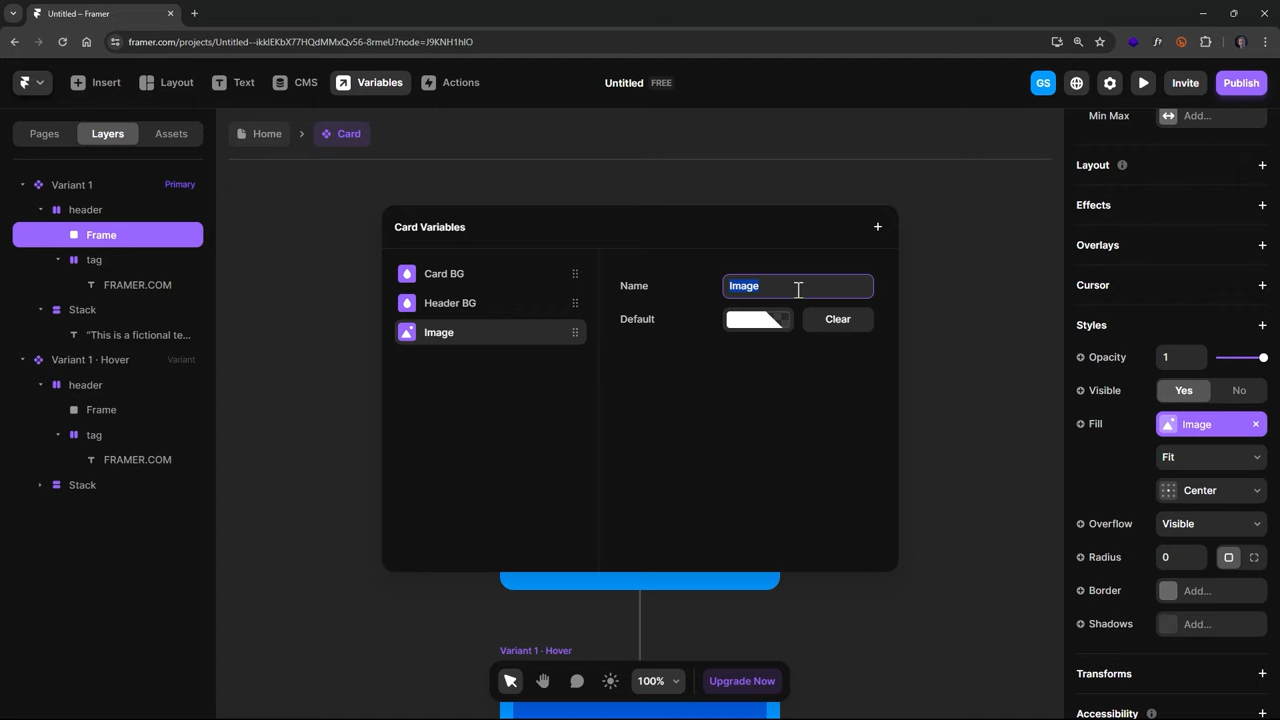 Untitled – Framer
framer.com/projects/Untitled--ikklEKbX77HQdMMxQv56-8rmeU?node=J9KNH1hIO
Insert
Layout
Text
CMS
Variables
Actions
Untitled FREE
GS
Invite
Publish
Pages
Layers
Assets
Home
Card
Variant 1 Primary
header
Frame
tag
FRAMER.COM
Stack
“This is a fictional te...
Variant 1 · Hover Variant
header
Frame
tag
FRAMER.COM
Stack
Card Variables
Card BG
Header BG
Image
Name Image
Default Clear
Variant 1 · Hover
100%
Upgrade Now
Min Max Add...
Layout
Effects
Overlays
Cursor
Styles
Opacity 1
Visible Yes No
Fill Image
Fit
Center
Overflow Visible
Radius 0
Border Add...
Shadows Add...
Transforms
Accessibility